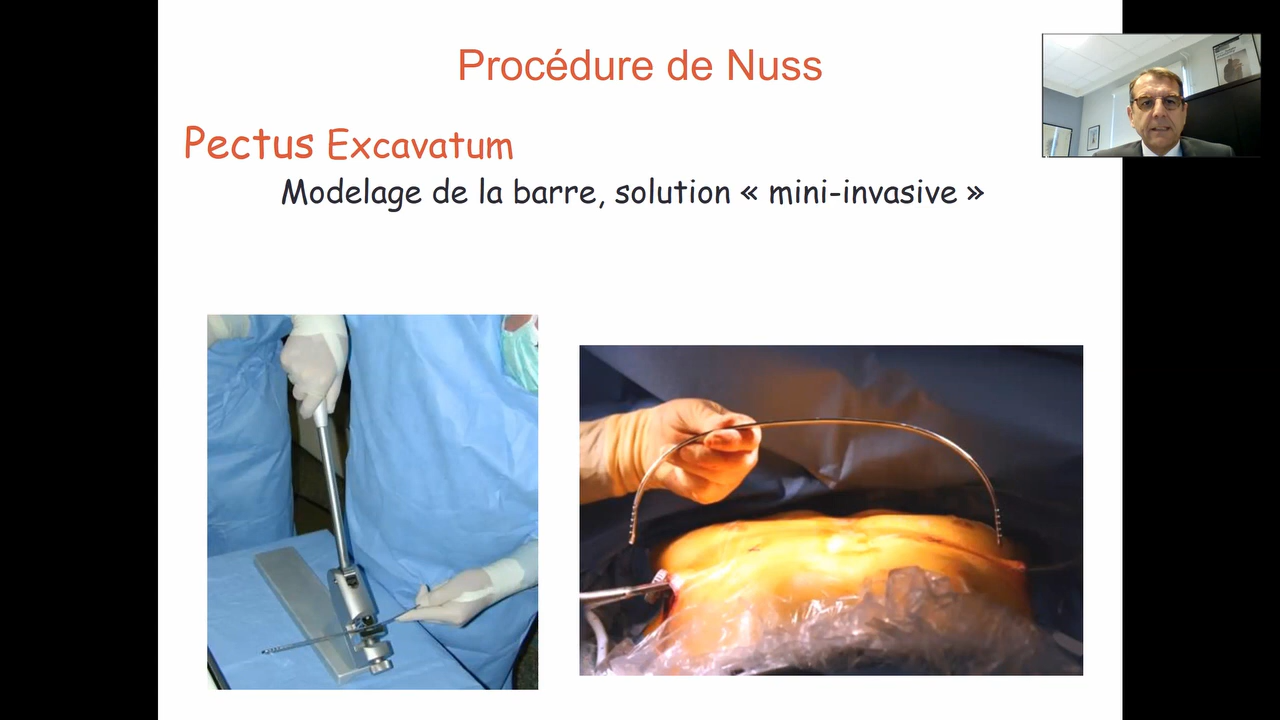 Procédure de Nuss
Pectus Excavatum
Modelage de la barre, solution « mini-invasive »